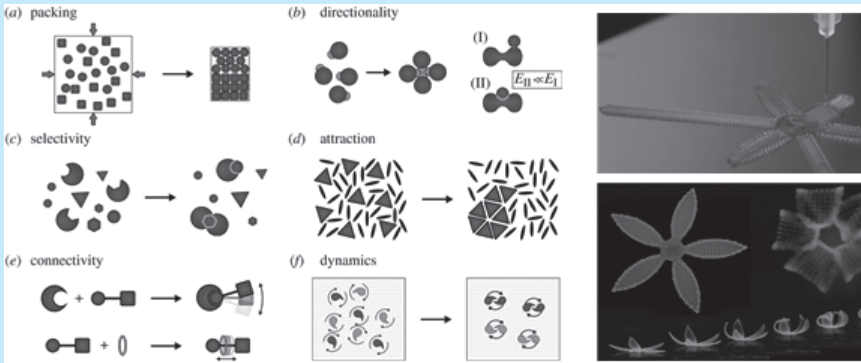 (a) packing
(b) directionality
(I)
(II)
E_II ≪ E_I
(c) selectivity
(d) attraction
(e) connectivity
(f) dynamics